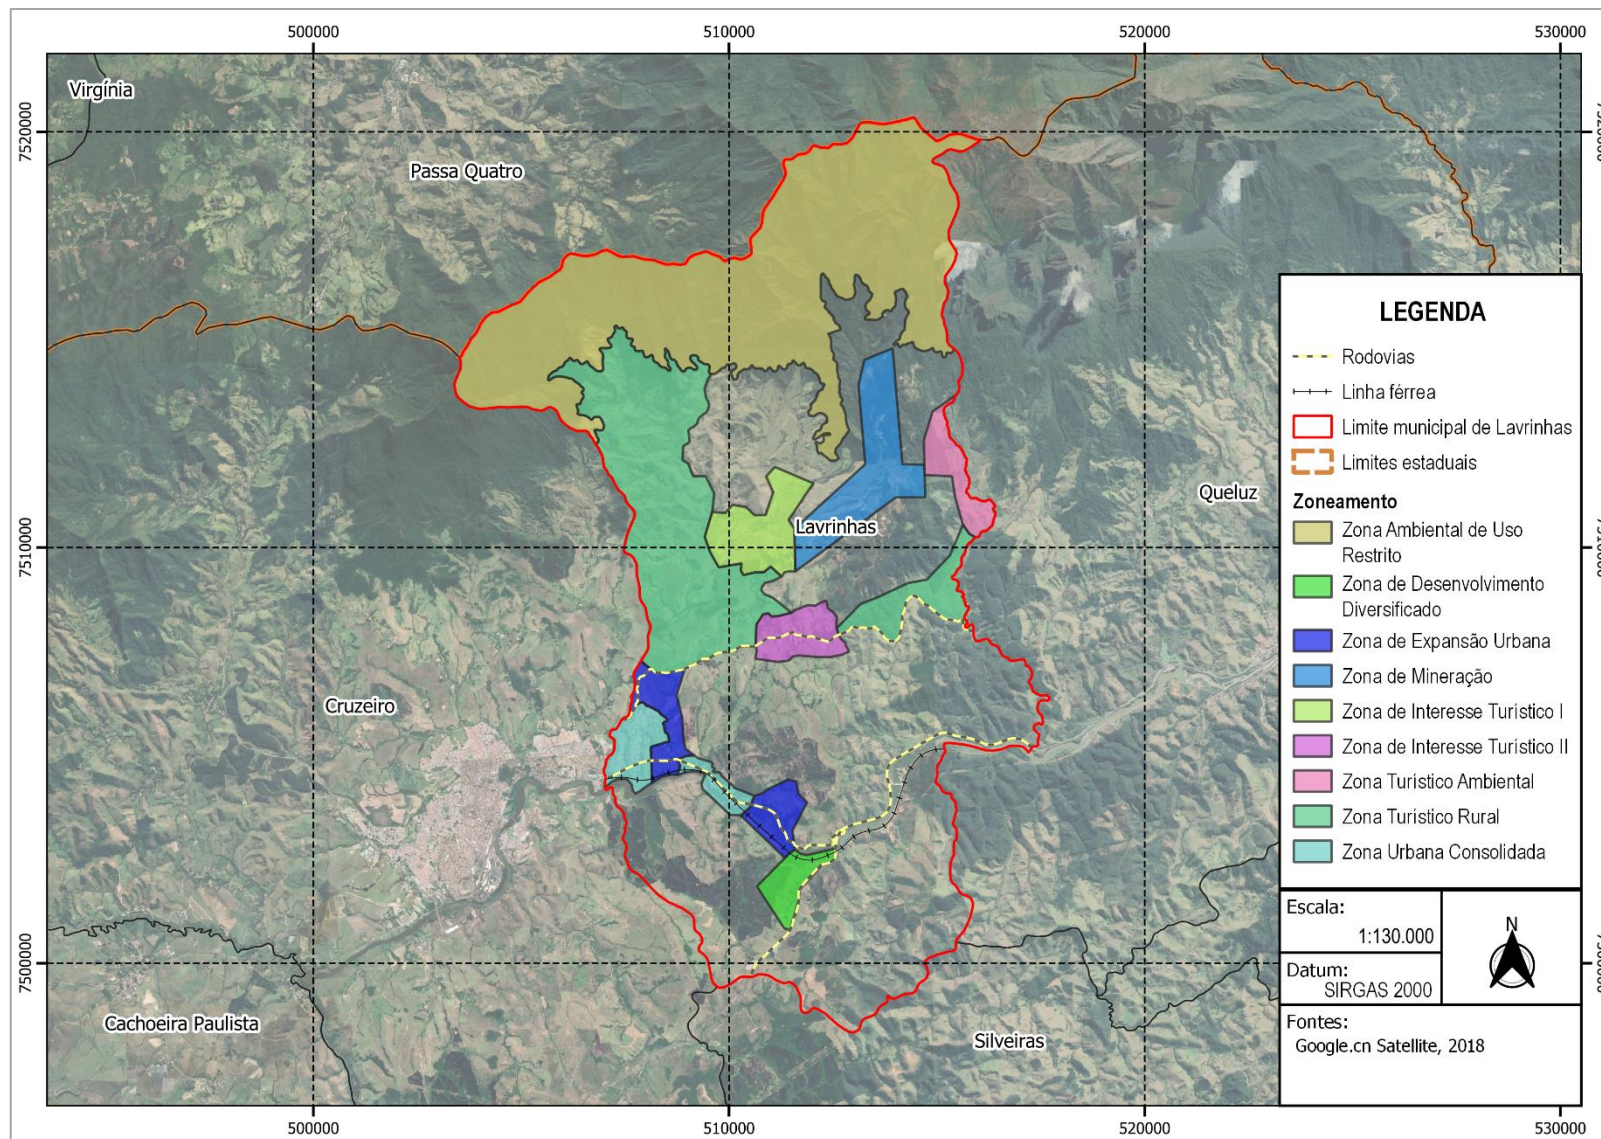 500000
510000
520000
530000
Virgínia
7520000
7520000
Passa Quatro
LEGENDA
Rodovias
Linha férrea
Limite municipal de Lavrinhas
Limites estaduais
Queluz
Zoneamento
Lavrinhas
Zona Ambiental de Uso
Restrito
7510000
7510000
Zona de Desenvolvimento
Diversificado
Zona de Expansão Urbana
Zona de Mineração
Cruzeiro
Zona de Interesse Turístico I
Zona de Interesse Turístico II
Zona Turístico Ambiental
Zona Turístico Rural
Zona Urbana Consolidada
Escala:
1:130.000
N
7500000
7500000
Datum:
SIRGAS 2000
Cachoeira Paulista
Silveiras
Fontes:
Google.cn Satellite, 2018
500000
510000
520000
530000